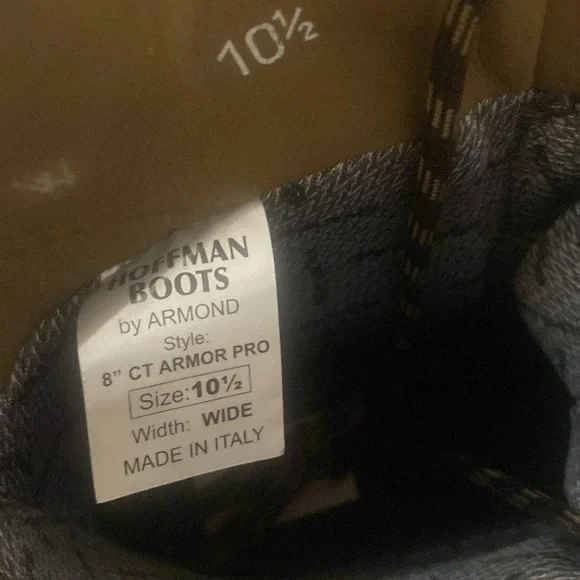 10½
W
HOFFMAN
BOOTS
by ARMOND
Style:
8” CT ARMOR PRO
Size:10½
Width: WIDE
MADE IN ITALY